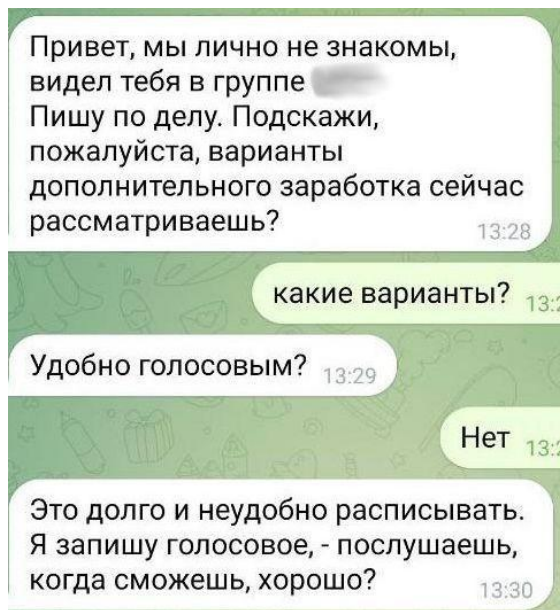 Привет, мы лично не знакомы,
видел тебя в группе
Пишу по делу. Подскажи,
пожалуйста, варианты
дополнительного заработка сейчас
рассматриваешь?
13:28
какие варианты?
Удобно голосовым?
13:29
Нет
Это долго и неудобно расписывать.
Я запишу голосовое, - послушаешь,
когда сможешь, хорошо?
13:30